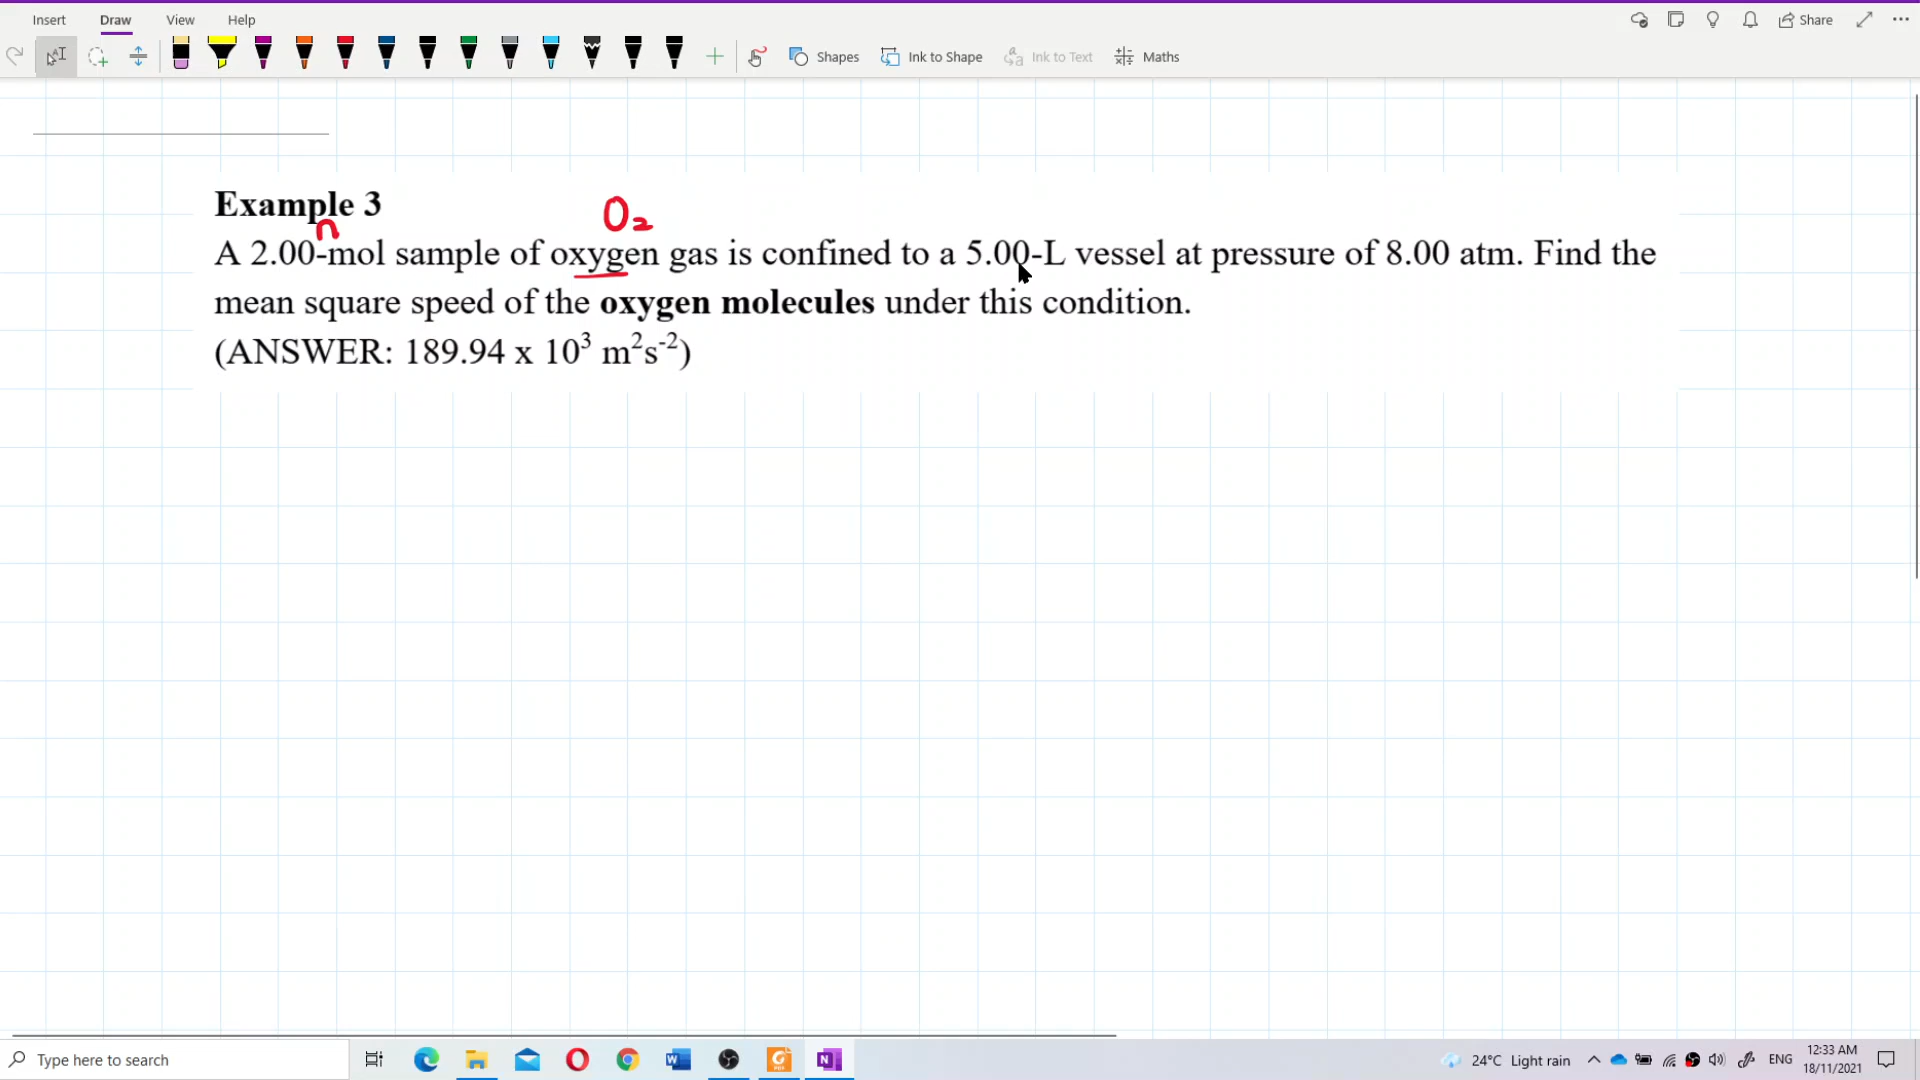 Insert Draw View Help Share
Shapes Ink to Shape Ink to Text Maths
Example 3
n O₂
A 2.00-mol sample of oxygen gas is confined to a 5.00-L vessel at pressure of 8.00 atm. Find the
mean square speed of the oxygen molecules under this condition.
(ANSWER: 189.94 x 10³ m²s⁻²)
Type here to search 24°C Light rain ENG 12:33 AM
18/11/2021